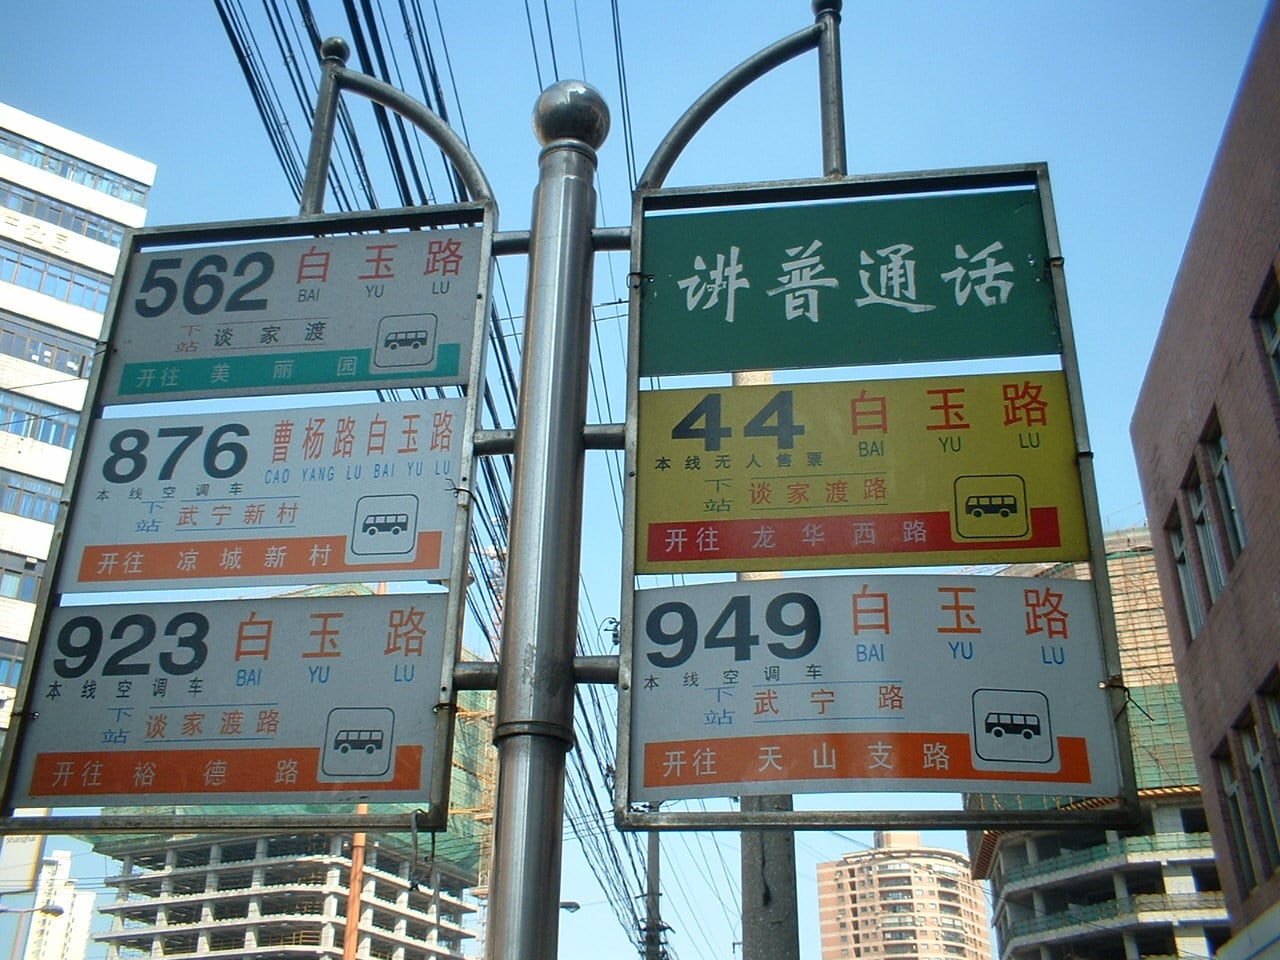 562 白玉路
BAI YU LU
下站 谈家渡
开往 美丽园
876 曹杨路白玉路
CAO YANG LU BAI YU LU
本线空调车
下站 武宁新村
开往 凉城新村
923 白玉路
BAI YU LU
本线空调车
下站 谈家渡路
开往 裕德路
讲普通话
44 白玉路
BAI YU LU
本线无人售票
下站 谈家渡路
开往 龙华西路
949 白玉路
BAI YU LU
本线空调车
下站 武宁路
开往 天山支路